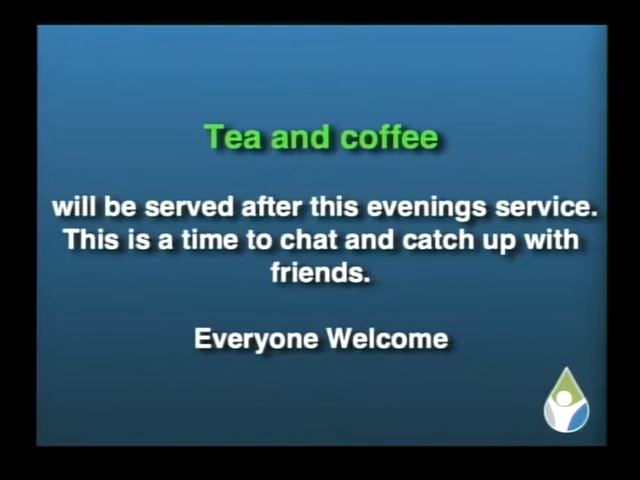 Tea and coffee
will be served after this evenings service.
This is a time to chat and catch up with
friends.
Everyone Welcome